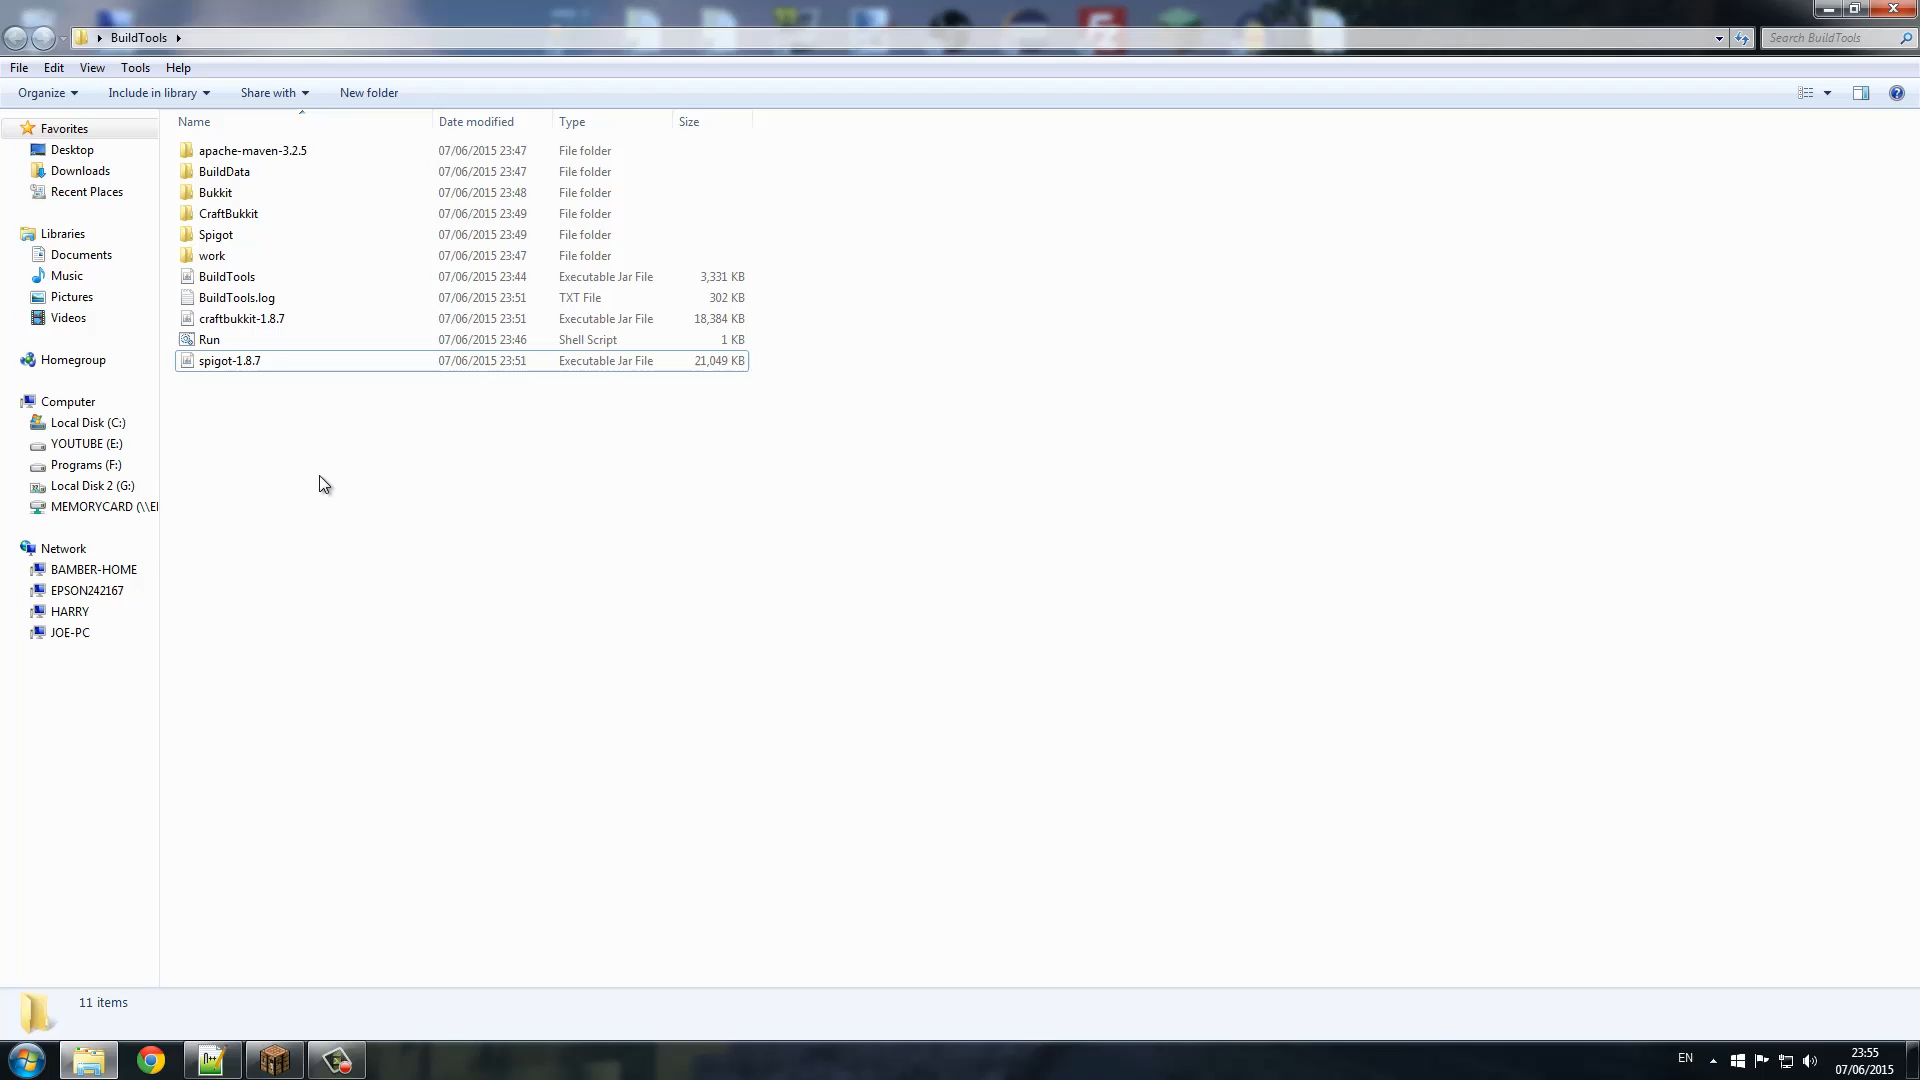 BuildTools
Search BuildTools
File Edit View Tools Help
Organize Include in library Share with New folder
Name Date modified Type Size
Favorites
Desktop
Downloads
Recent Places
Libraries
Documents
Music
Pictures
Videos
Homegroup
Computer
Local Disk (C:)
YOUTUBE (E:)
Programs (F:)
Local Disk 2 (G:)
MEMORYCARD (\\El
Network
BAMBER-HOME
EPSON242167
HARRY
JOE-PC
apache-maven-3.2.5 07/06/2015 23:47 File folder
BuildData 07/06/2015 23:47 File folder
Bukkit 07/06/2015 23:48 File folder
CraftBukkit 07/06/2015 23:49 File folder
Spigot 07/06/2015 23:49 File folder
work 07/06/2015 23:47 File folder
BuildTools 07/06/2015 23:44 Executable Jar File 3,331 KB
BuildTools.log 07/06/2015 23:51 TXT File 302 KB
craftbukkit-1.8.7 07/06/2015 23:51 Executable Jar File 18,384 KB
Run 07/06/2015 23:46 Shell Script 1 KB
spigot-1.8.7 07/06/2015 23:51 Executable Jar File 21,049 KB
11 items
EN
23:55
07/06/2015